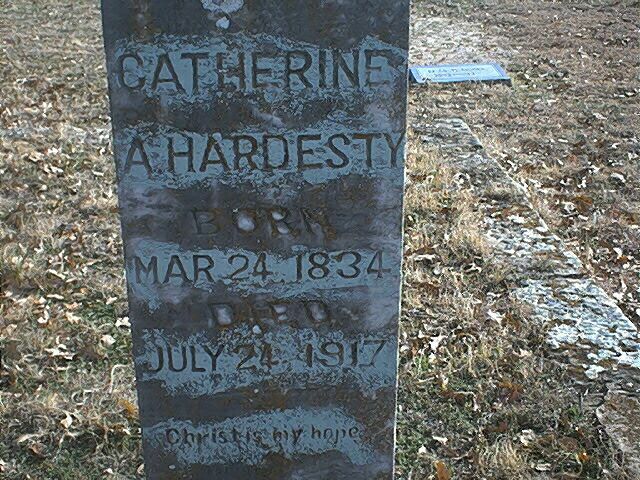 CATHERINE
A. HARDESTY
BORN
MAR 24. 1834
DIED
JULY 24. 1917
Christ is my hope